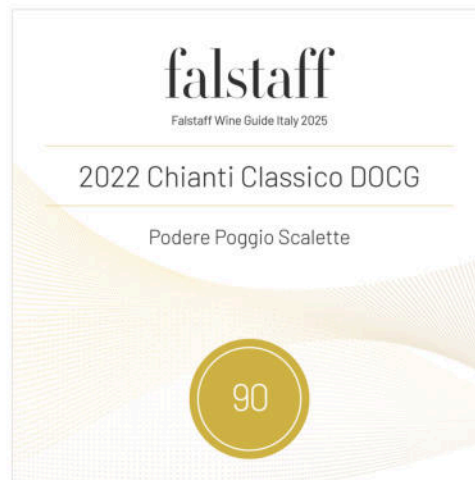 falstaff
Falstaff Wine Guide Italy 2025
2022 Chianti Classico DOCG
Podere Poggio Scalette
90